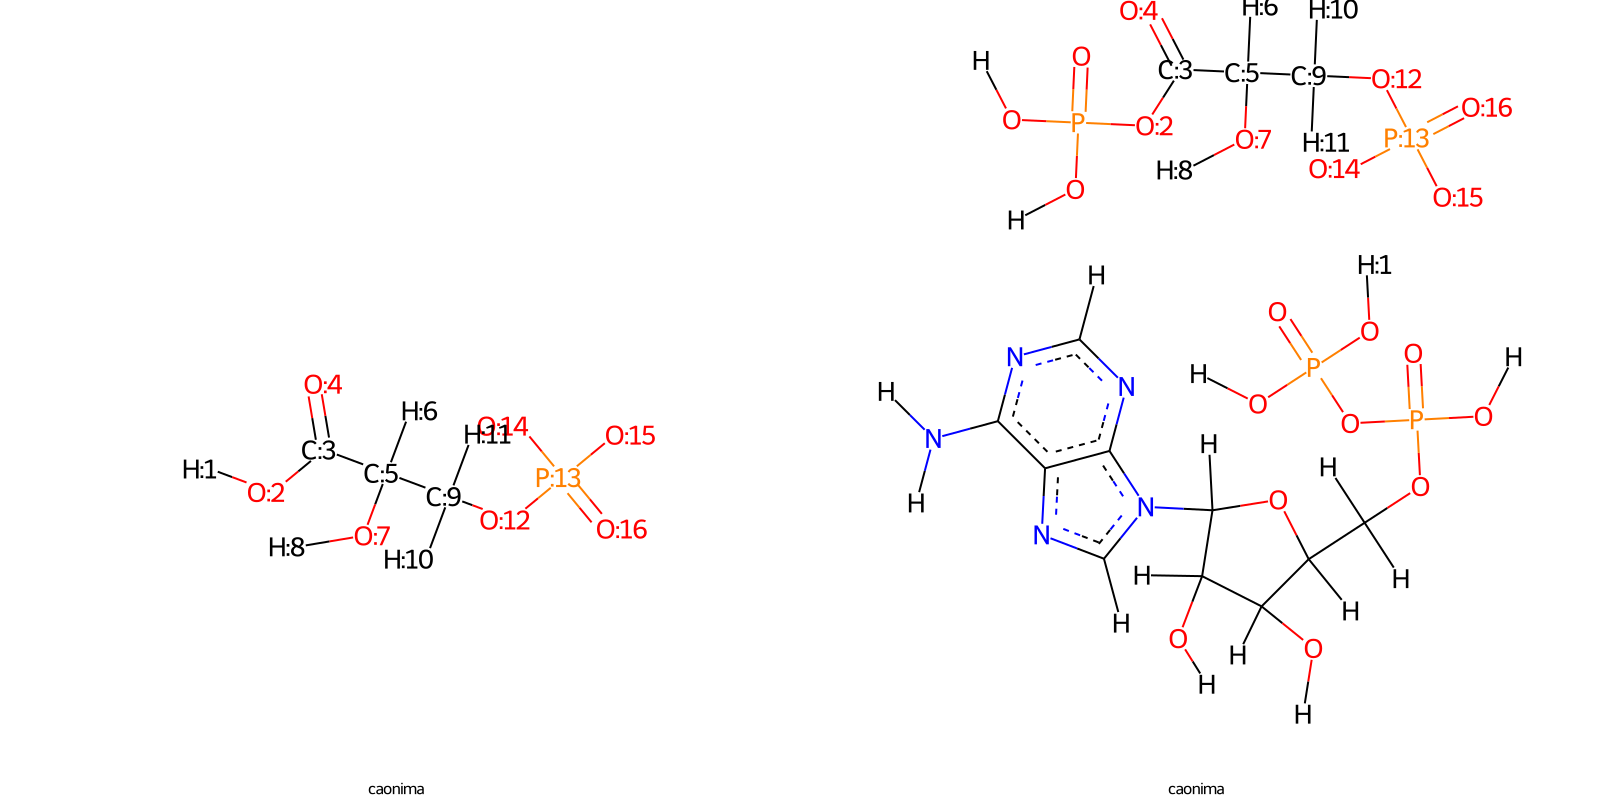 H:6 H:10
O:4
H O
C:3 C:5 C:9 O:12
O:16
O P O:2
O:7 H:11 P:13
H:8 O:14
O O:15
H
H:1
H
O O
N O H
P
O:4 H N H
H:6 O
O:14 H:11 O:15 N O P O
C:3 H
H:1 C:5 P:13 H
O:2 C:9 O
O:12 O:16 H N O
O:7 N
H:8 H:10
H H
H H
O O
H
H
H
caonima caonima